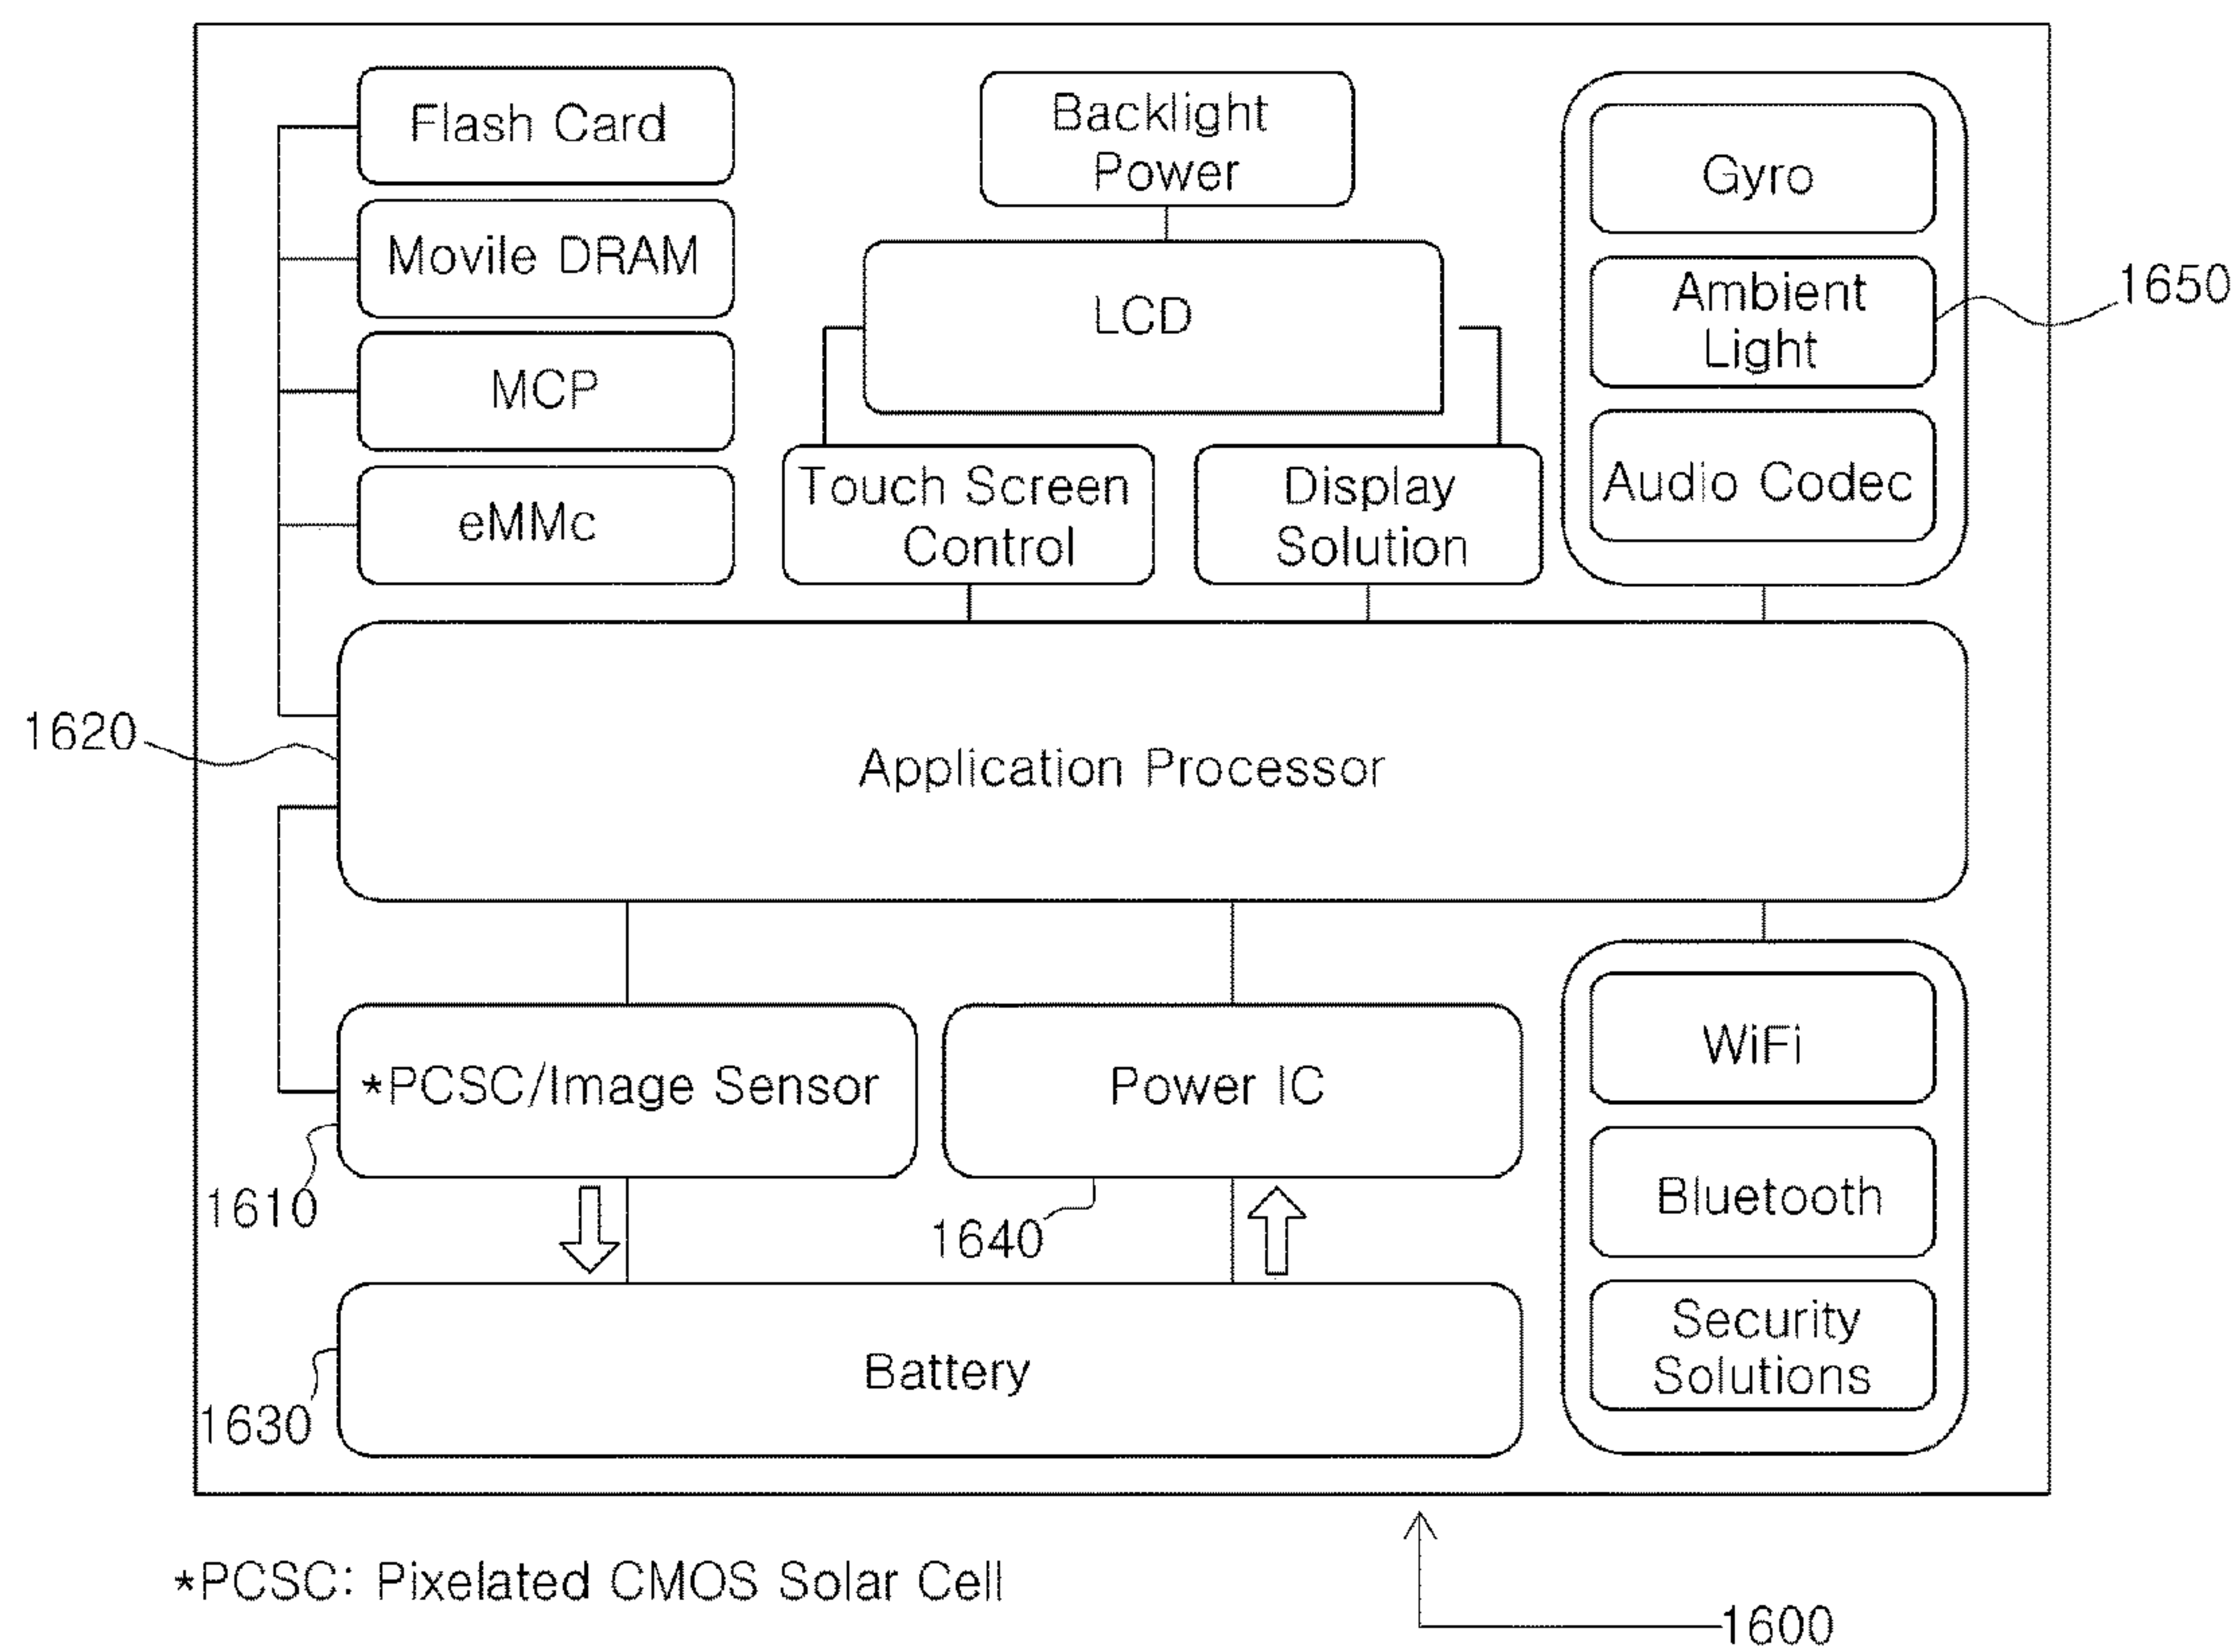 Flash Card
Movile DRAM
MCP
eMMc
Backlight
Power
LCD
Touch Screen
Control
Display
Solution
Gyro
Ambient
Light
Audio Codec
1650
1620
Application Processor
*PCSC/Image Sensor
Power IC
1610
1640
Battery
1630
WiFi
Bluetooth
Security
Solutions
*PCSC: Pixelated CMOS Solar Cell
1600